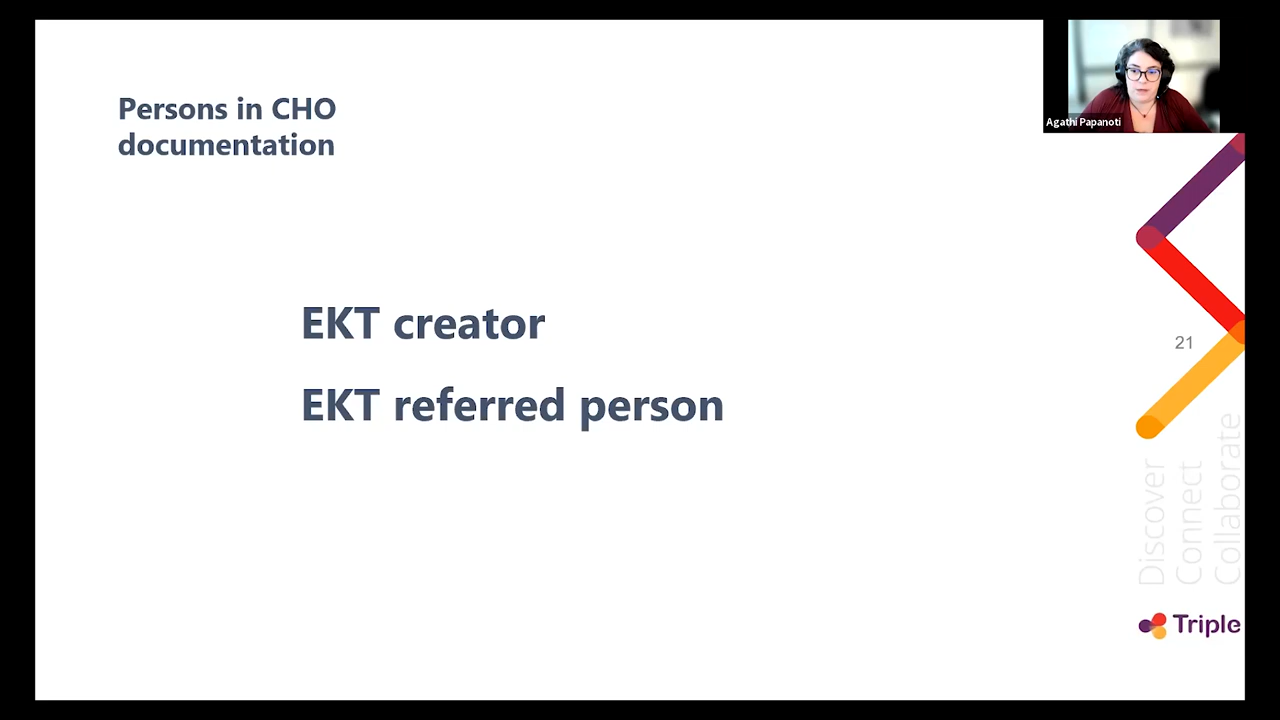 Persons in CHO
documentation
Agathi Papanoti
EKT creator
EKT referred person
21
Discover
Connect
Collaborate
Triple